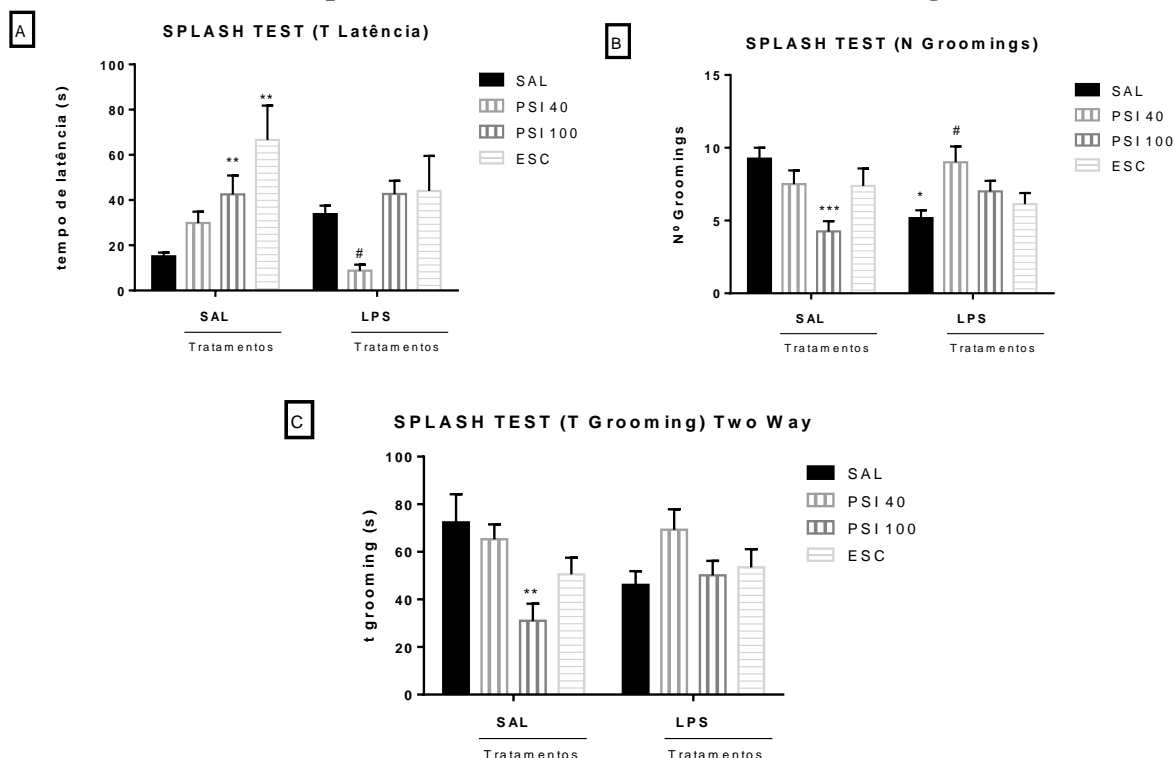 A
SPLASH TEST (T Latência)
tempo de latência (s)
100
80
60
40
20
0
**
**
#
SAL
PSI 40
PSI 100
ESC
SAL
LPS
Tratamentos
Tratamentos
B
SPLASH TEST (N Groomings)
Nº Groomings
15
10
5
0
***
*
#
SAL
PSI 40
PSI 100
ESC
SAL
LPS
Tratamentos
Tratamentos
C
SPLASH TEST (T Grooming) Two Way
t grooming (s)
100
80
60
40
20
0
**
SAL
PSI 40
PSI 100
ESC
SAL
LPS
Tratamentos
Tratamentos